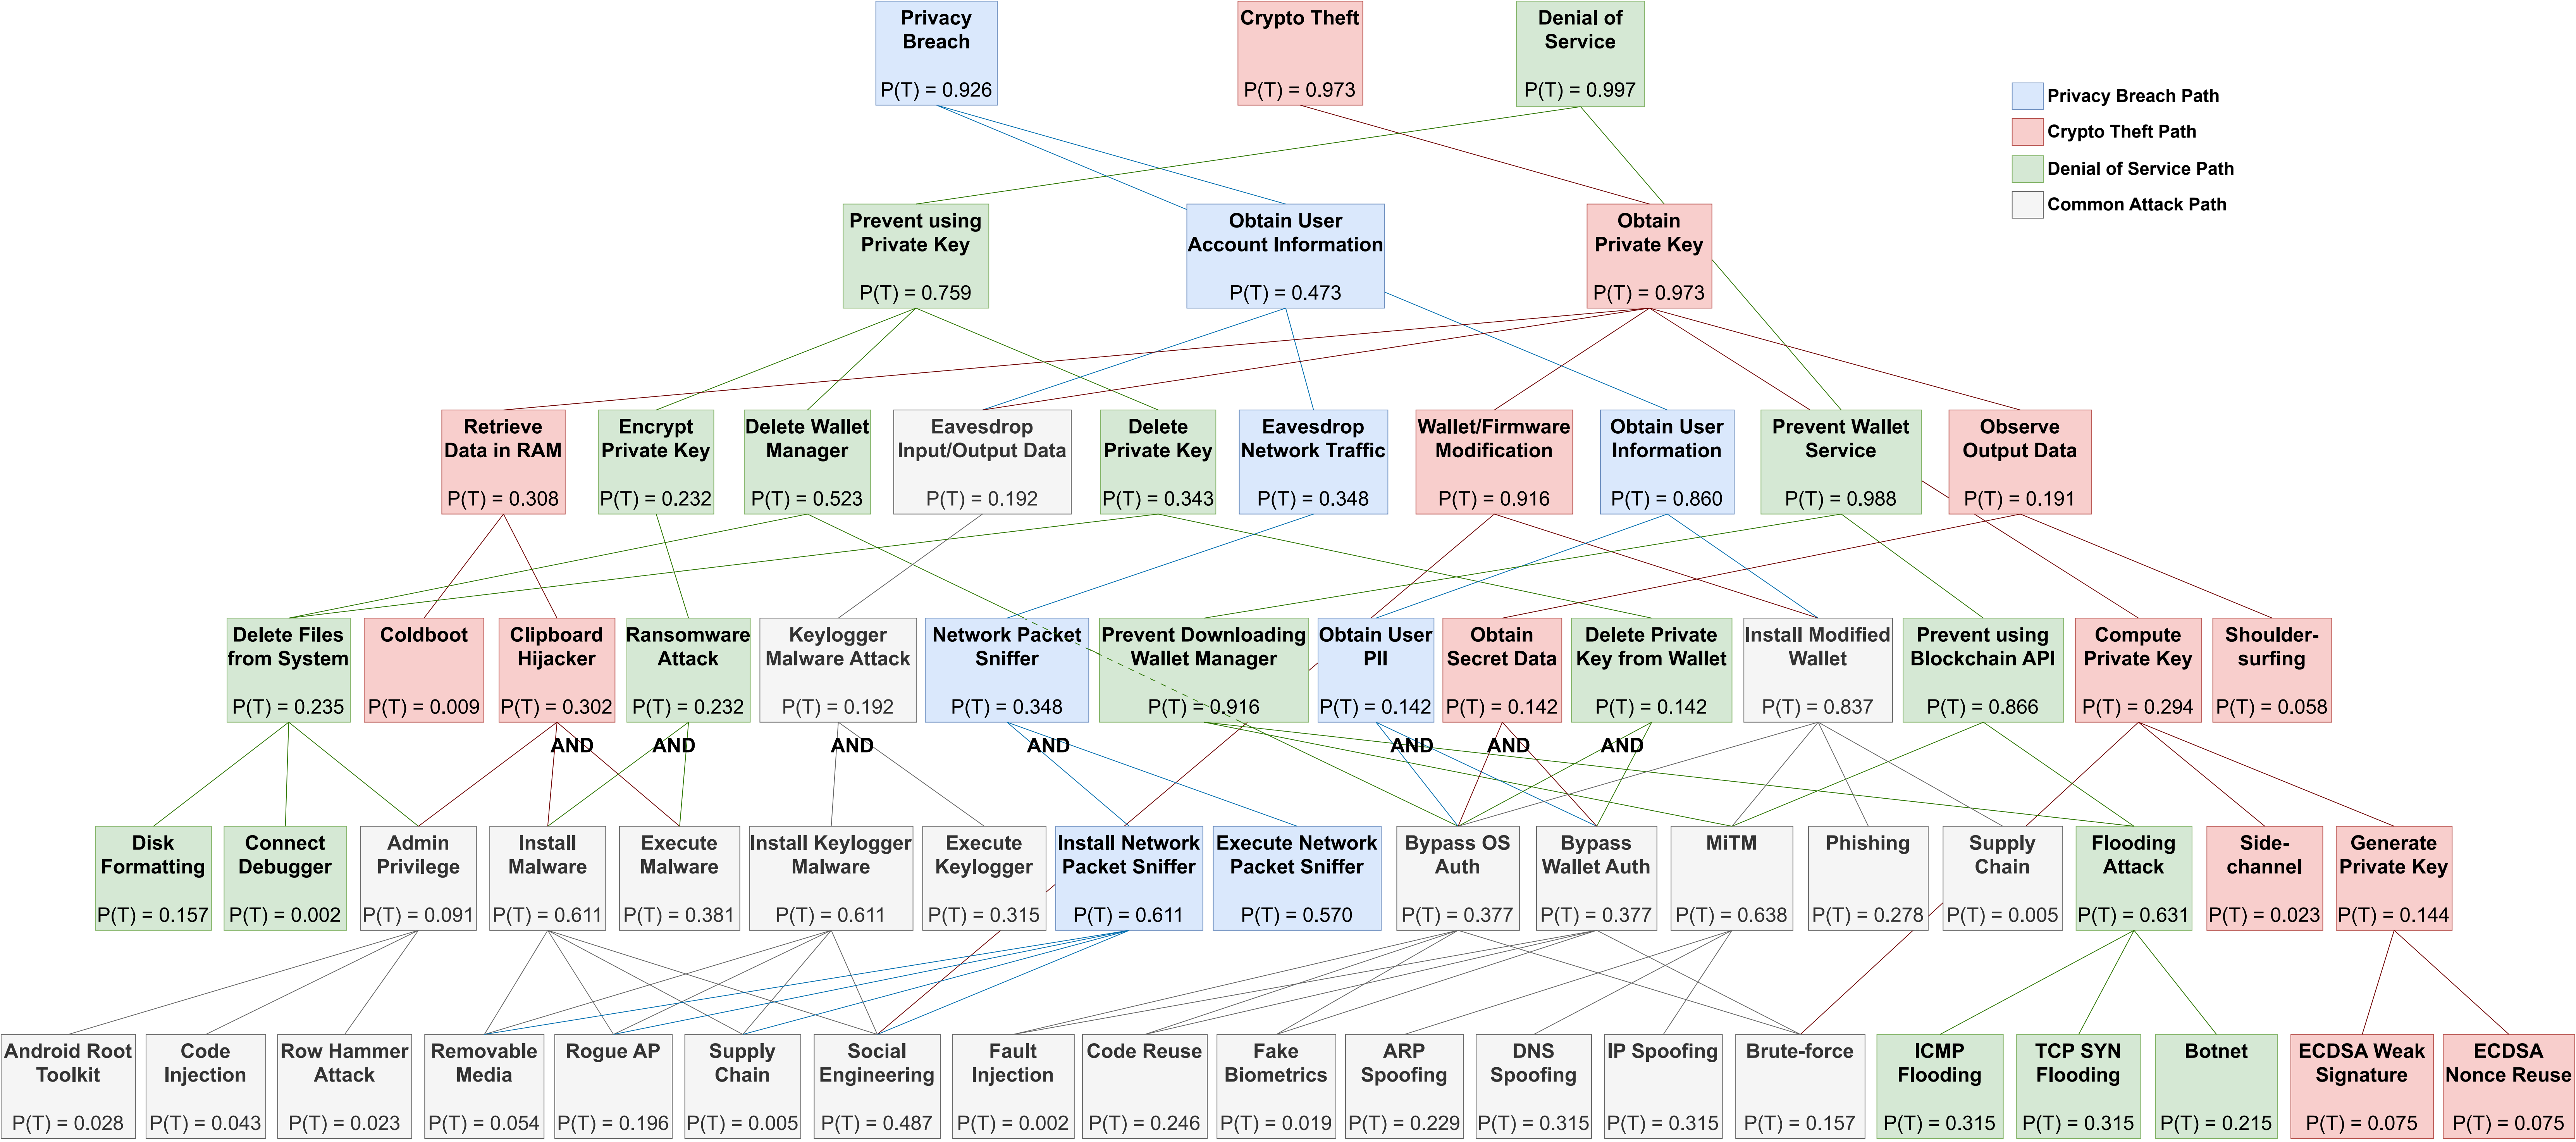 Privacy
Breach
P(T) = 0.926
Crypto Theft
P(T) = 0.973
Denial of
Service
P(T) = 0.997
Privacy Breach Path
Crypto Theft Path
Denial of Service Path
Common Attack Path
Prevent using
Private Key
P(T) = 0.759
Obtain User
Account Information
P(T) = 0.473
Obtain
Private Key
P(T) = 0.973
Retrieve
Data in RAM
P(T) = 0.308
Encrypt
Private Key
P(T) = 0.232
Delete Wallet
Manager
P(T) = 0.523
Eavesdrop
Input/Output Data
P(T) = 0.192
Delete
Private Key
P(T) = 0.343
Eavesdrop
Network Traffic
P(T) = 0.348
Wallet/Firmware
Modification
P(T) = 0.916
Obtain User
Information
P(T) = 0.860
Prevent Wallet
Service
P(T) = 0.988
Observe
Output Data
P(T) = 0.191
Delete Files
from System
P(T) = 0.235
Coldboot
P(T) = 0.009
Clipboard
Hijacker
P(T) = 0.302
Ransomware
Attack
P(T) = 0.232
Keylogger
Malware Attack
P(T) = 0.192
Network Packet
Sniffer
P(T) = 0.348
Prevent Downloading
Wallet Manager
P(T) = 0.916
Obtain User
PII
P(T) = 0.142
Obtain
Secret Data
P(T) = 0.142
Delete Private
Key from Wallet
P(T) = 0.142
Install Modified
Wallet
P(T) = 0.837
Prevent using
Blockchain API
P(T) = 0.866
Compute
Private Key
P(T) = 0.294
Shoulder-
surfing
P(T) = 0.058
AND
AND
AND
AND
AND
AND
AND
Disk
Formatting
P(T) = 0.157
Connect
Debugger
P(T) = 0.002
Admin
Privilege
P(T) = 0.091
Install
Malware
P(T) = 0.611
Execute
Malware
P(T) = 0.381
Install Keylogger
Malware
P(T) = 0.611
Execute
Keylogger
P(T) = 0.315
Install Network
Packet Sniffer
P(T) = 0.611
Execute Network
Packet Sniffer
P(T) = 0.570
Bypass OS
Auth
P(T) = 0.377
Bypass
Wallet Auth
P(T) = 0.377
MiTM
P(T) = 0.638
Phishing
P(T) = 0.278
Supply
Chain
P(T) = 0.005
Flooding
Attack
P(T) = 0.631
Side-
channel
P(T) = 0.023
Generate
Private Key
P(T) = 0.144
Android Root
Toolkit
P(T) = 0.028
Code
Injection
P(T) = 0.043
Row Hammer
Attack
P(T) = 0.023
Removable
Media
P(T) = 0.054
Rogue AP
P(T) = 0.196
Supply
Chain
P(T) = 0.005
Social
Engineering
P(T) = 0.487
Fault
Injection
P(T) = 0.002
Code Reuse
P(T) = 0.246
Fake
Biometrics
P(T) = 0.019
ARP
Spoofing
P(T) = 0.229
DNS
Spoofing
P(T) = 0.315
IP Spoofing
P(T) = 0.315
Brute-force
P(T) = 0.157
ICMP
Flooding
P(T) = 0.315
TCP SYN
Flooding
P(T) = 0.315
Botnet
P(T) = 0.215
ECDSA Weak
Signature
P(T) = 0.075
ECDSA
Nonce Reuse
P(T) = 0.075